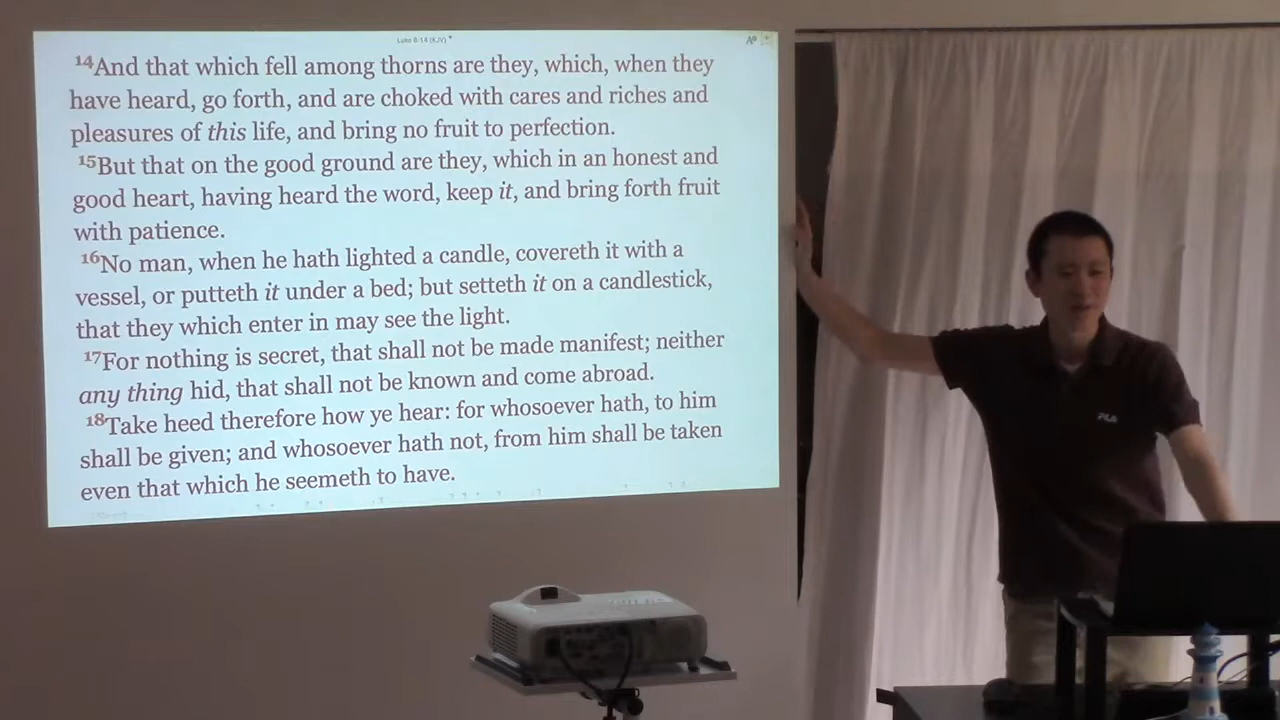 Luke 8:14 (KJV)
14And that which fell among thorns are they, which, when they
have heard, go forth, and are choked with cares and riches and
pleasures of this life, and bring no fruit to perfection.
15But that on the good ground are they, which in an honest and
good heart, having heard the word, keep it, and bring forth fruit
with patience.
16No man, when he hath lighted a candle, covereth it with a
vessel, or putteth it under a bed; but setteth it on a candlestick,
that they which enter in may see the light.
17For nothing is secret, that shall not be made manifest; neither
any thing hid, that shall not be known and come abroad.
18Take heed therefore how ye hear: for whosoever hath, to him
shall be given; and whosoever hath not, from him shall be taken
even that which he seemeth to have.
FILA